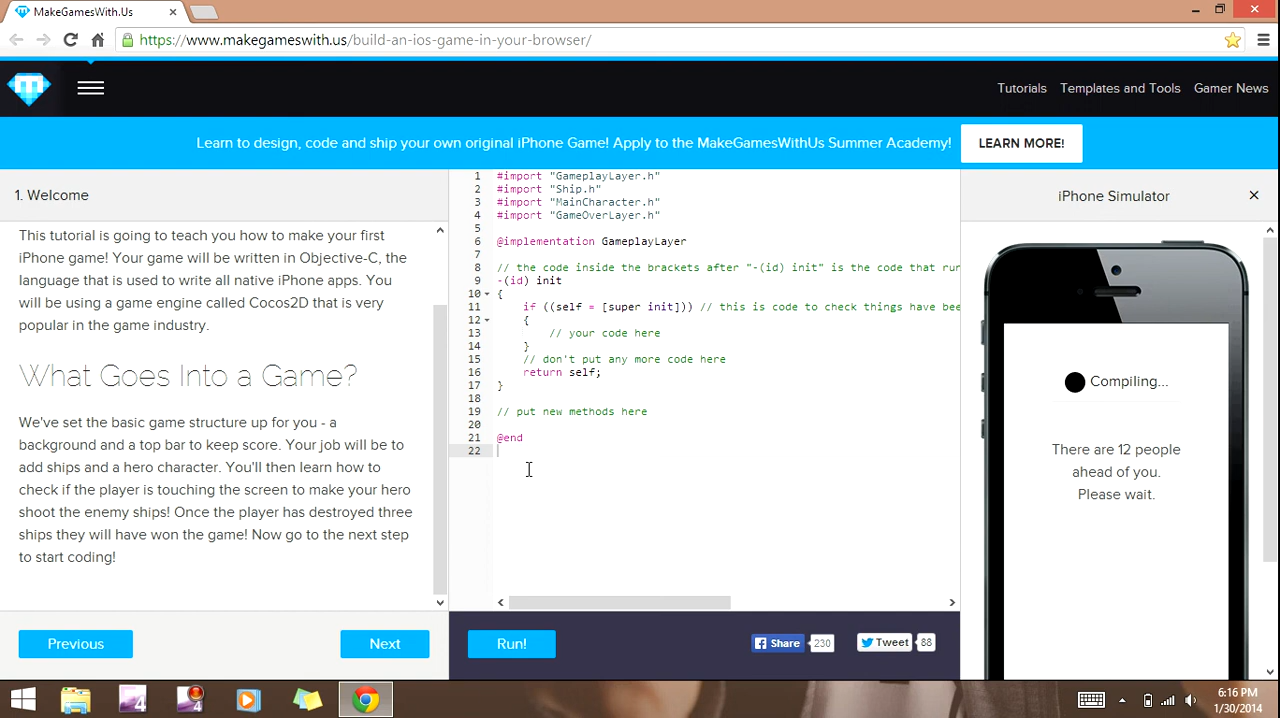 MakeGamesWith.Us
https://www.makegameswith.us/build-an-ios-game-in-your-browser/
Tutorials Templates and Tools Gamer News
Learn to design, code and ship your own original iPhone Game! Apply to the MakeGamesWithUs Summer Academy! LEARN MORE!
1. Welcome
This tutorial is going to teach you how to make your first
iPhone game! Your game will be written in Objective-C, the
language that is used to write all native iPhone apps. You
will be using a game engine called Cocos2D that is very
popular in the game industry.
What Goes Into a Game?
We've set the basic game structure up for you - a
background and a top bar to keep score. Your job will be to
add ships and a hero character. You'll then learn how to
check if the player is touching the screen to make your hero
shoot the enemy ships! Once the player has destroyed three
ships they will have won the game! Now go to the next step
to start coding!
Previous Next
1 #import "GameplayLayer.h"
2 #import "Ship.h"
3 #import "MainCharacter.h"
4 #import "GameOverLayer.h"
5
6 @implementation GameplayLayer
7
8 // the code inside the brackets after "-(id) init" is the code that run
9 -(id) init
10 {
11 if ((self = [super init])) // this is code to check things have bee
12 {
13 // your code here
14 }
15 // don't put any more code here
16 return self;
17 }
18
19 // put new methods here
20
21 @end
22
Run! Share 230 Tweet 88
iPhone Simulator
Compiling...
There are 12 people
ahead of you.
Please wait.
6:16 PM
1/30/2014